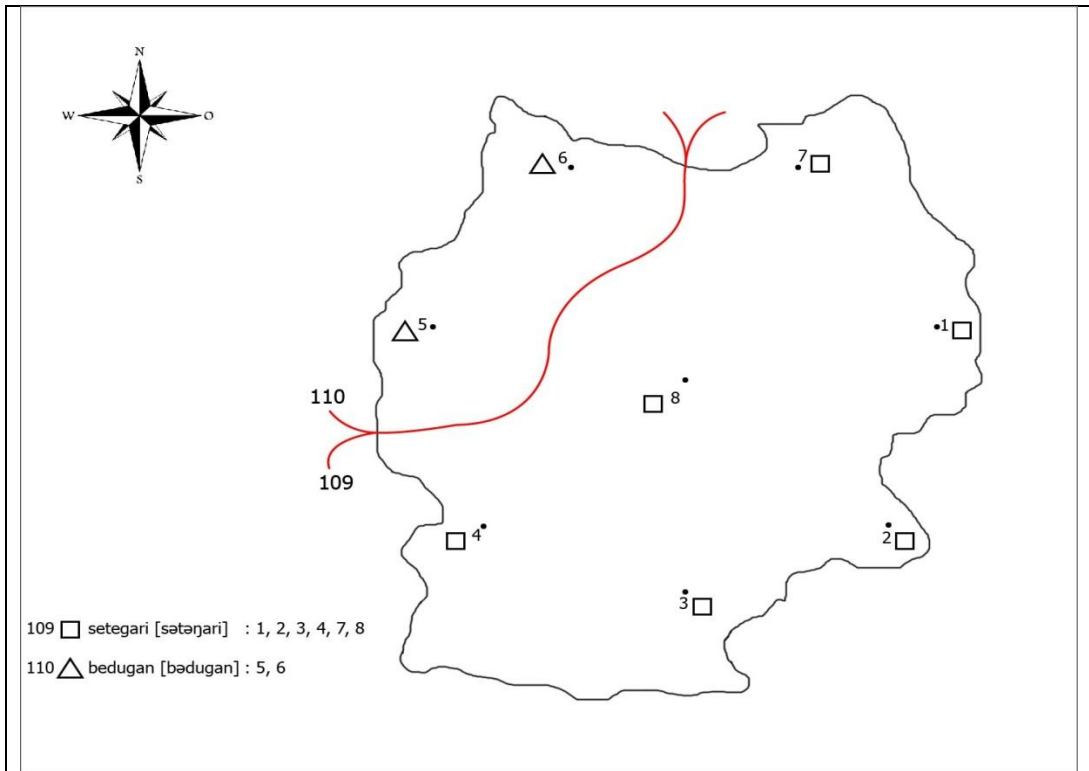 N
W O
S
6
7
5
1
8
110
109
4
2
3
109 setegari [sətəŋari] : 1, 2, 3, 4, 7, 8
110 bedugan [bədugan] : 5, 6